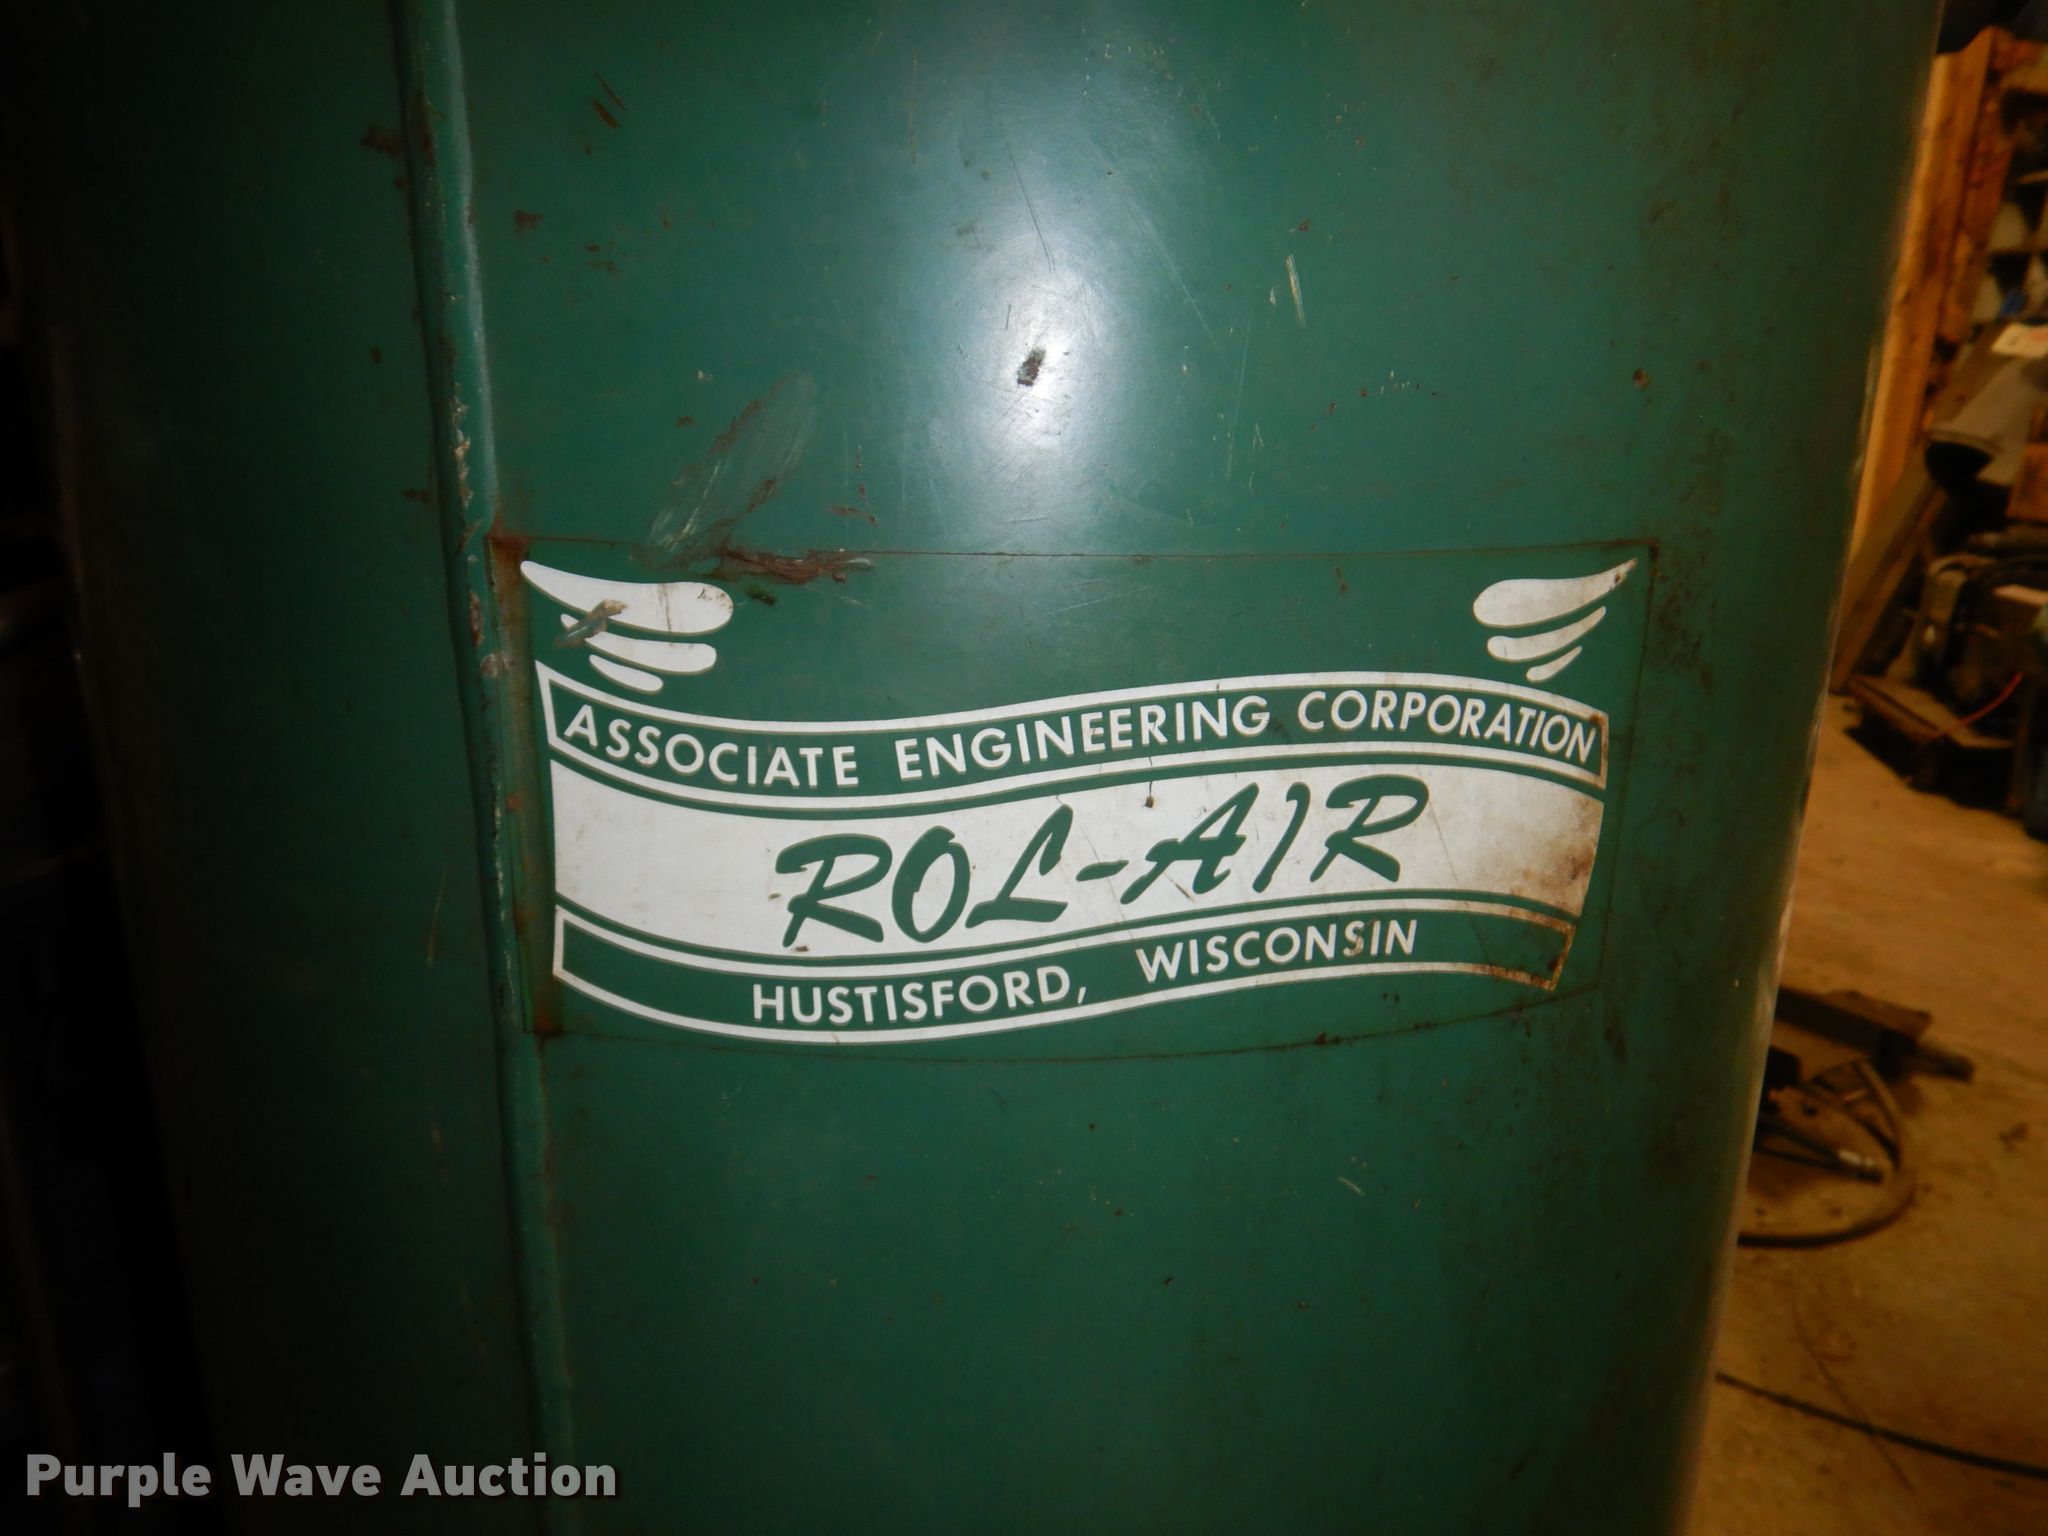 ASSOCIATE ENGINEERING CORPORATION
ROL-AIR
HUSTISFORD, WISCONSIN
Purple Wave Auction